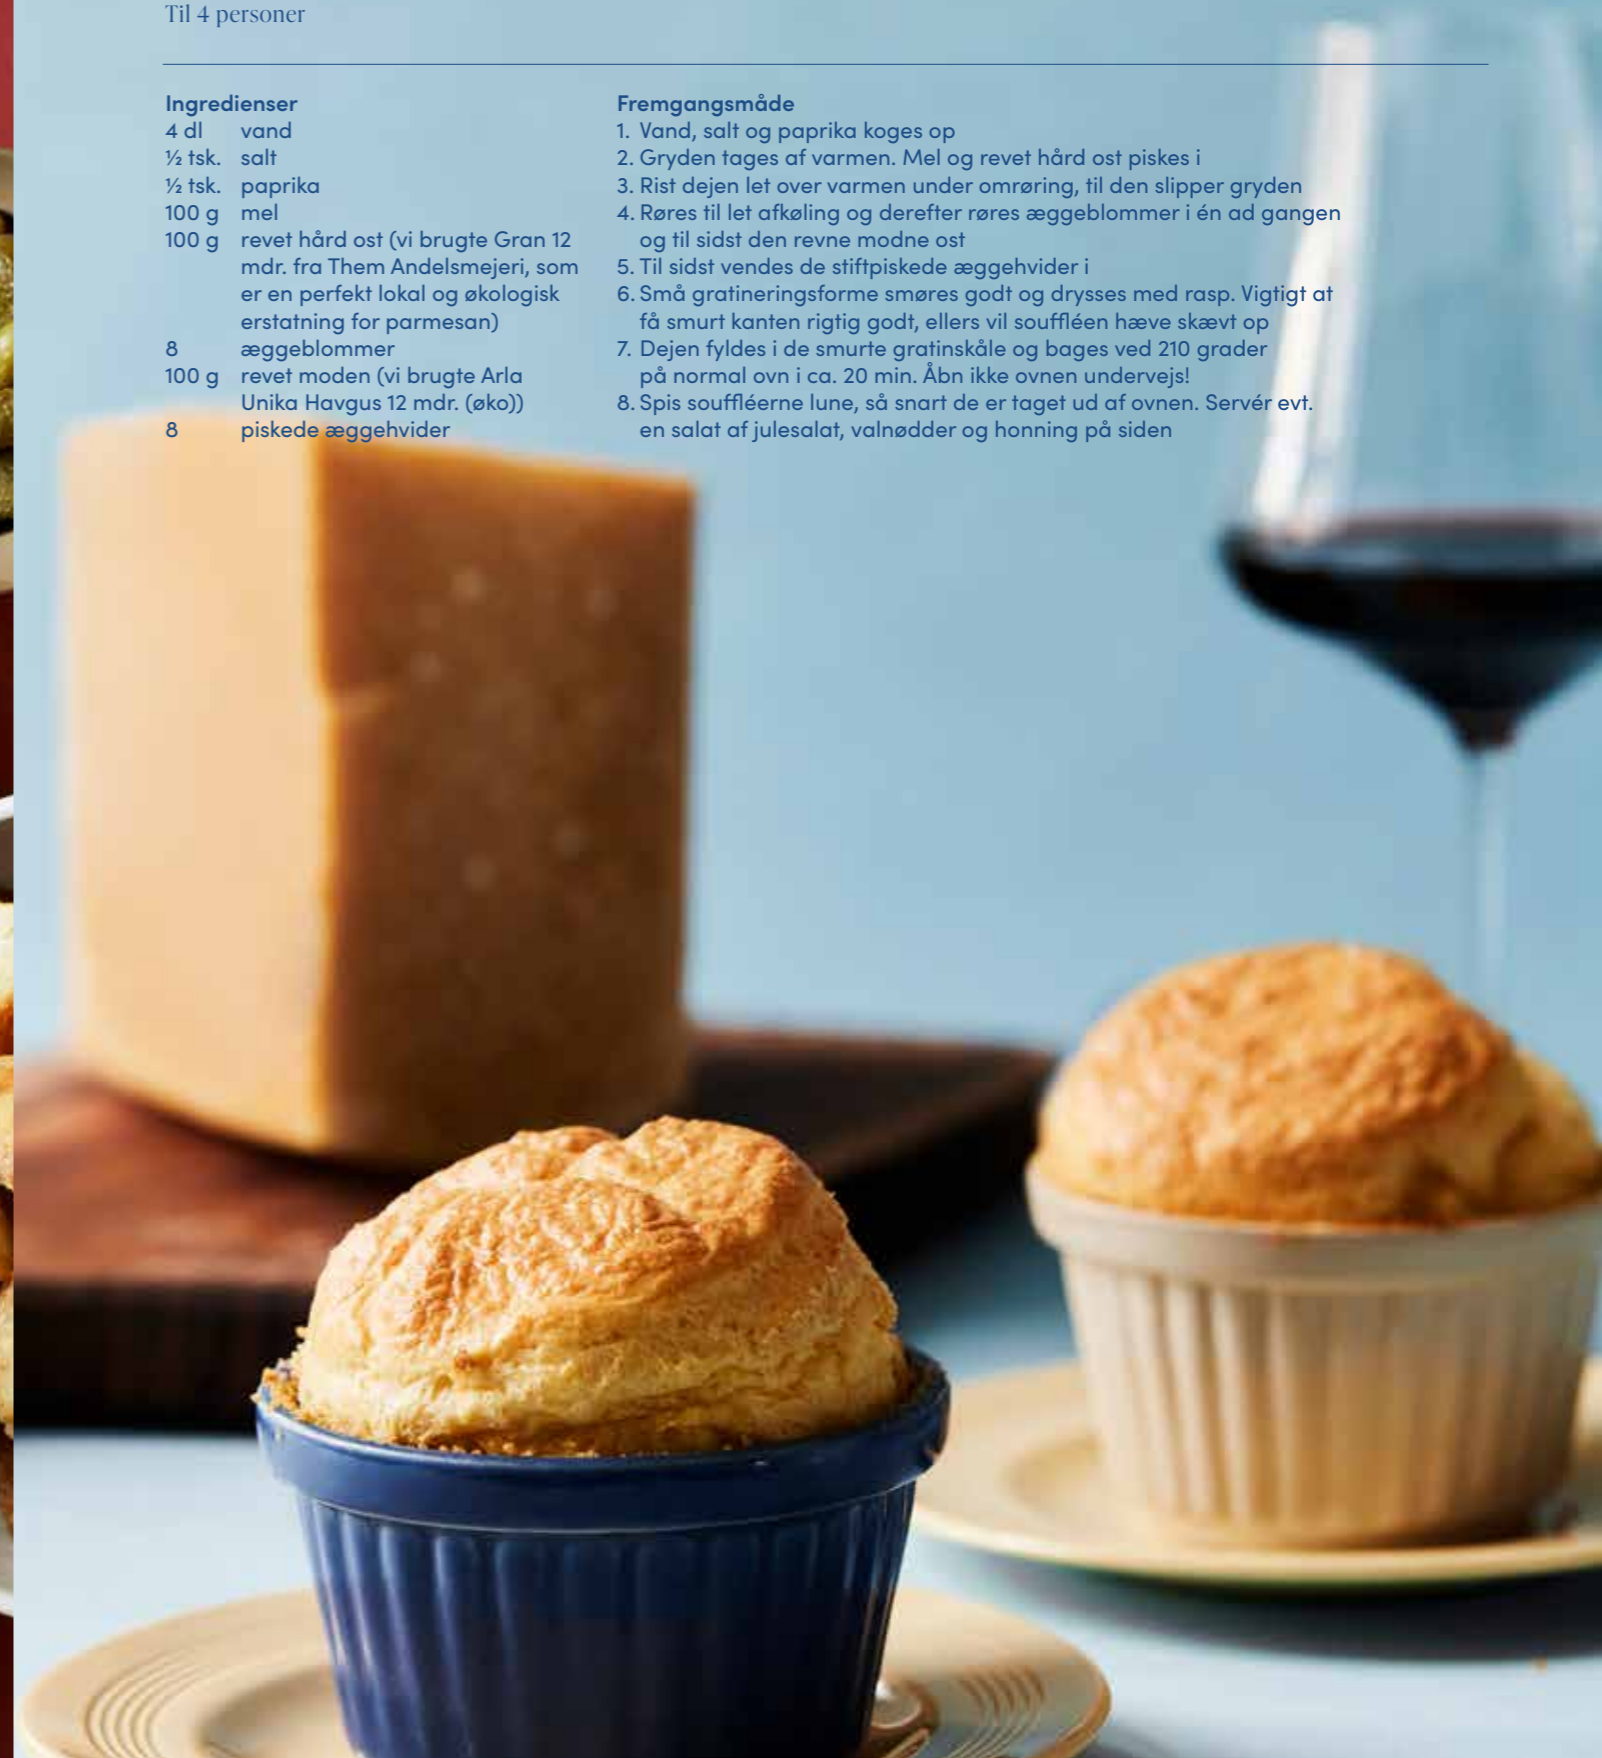 Til 4 personer
Ingredienser
4 dl vand
½ tsk. salt
½ tsk. paprika
100 g mel
100 g revet hård ost (vi brugte Gran 12
mdr. fra Them Andelsmejeri, som
er en perfekt lokal og økologisk
erstatning for parmesan)
8 æggeblommer
100 g revet moden (vi brugte Arla
Unika Havgus 12 mdr. (øko))
8 piskede æggehvider
Fremgangsmåde
1. Vand, salt og paprika koges op
2. Gryden tages af varmen. Mel og revet hård ost piskes i
3. Rist dejen let over varmen under omrøring, til den slipper gryden
4. Røres til let afkøling og derefter røres æggeblommer i én ad gangen
og til sidst den revne modne ost
5. Til sidst vendes de stiftpiskede æggehvider i
6. Små gratineringsforme smøres godt og drysses med rasp. Vigtigt at
få smurt kanten rigtig godt, ellers vil souffléen hæve skævt op
7. Dejen fyldes i de smurte gratinskåle og bages ved 210 grader
på normal ovn i ca. 20 min. Åbn ikke ovnen undervejs!
8. Spis souffléerne lune, så snart de er taget ud af ovnen. Servér evt.
en salat af julesalat, valnødder og honning på siden